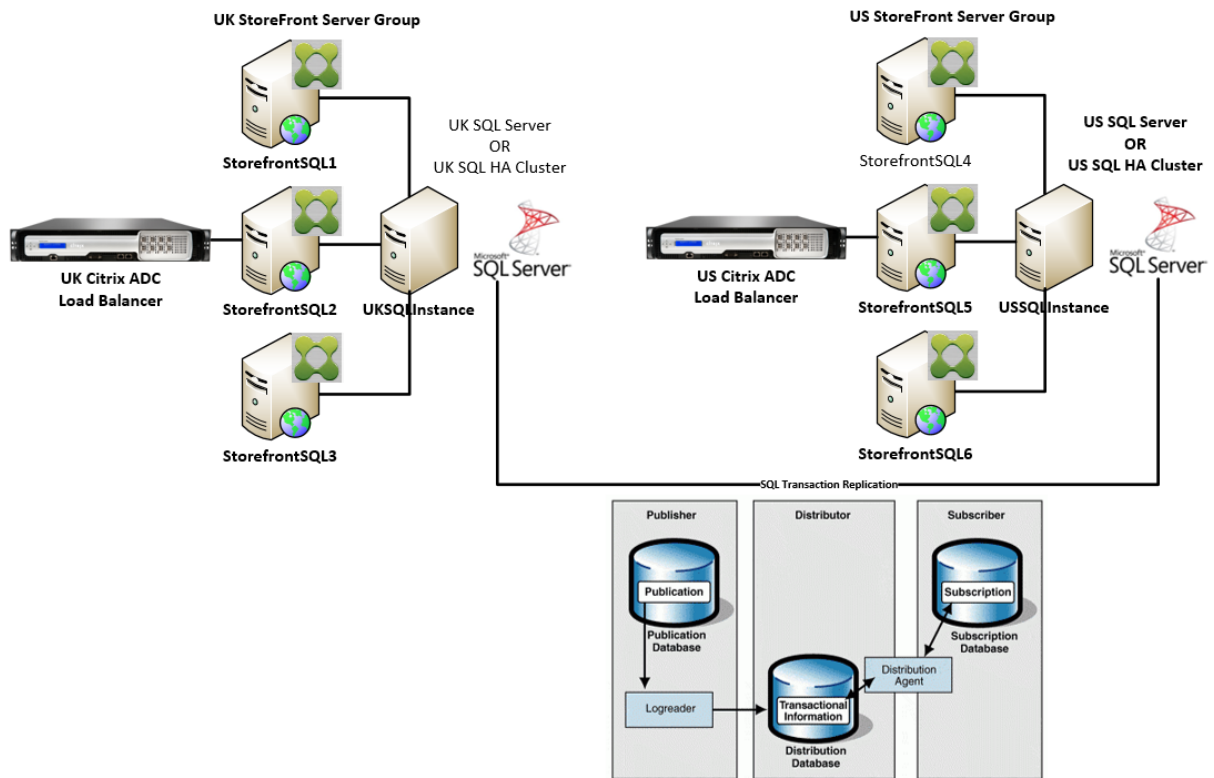 UK StoreFront Server Group
StorefrontSQL1
UK SQL Server
OR
UK SQL HA Cluster
UK Citrix ADC
Load Balancer
StorefrontSQL2
UKSQLInstance
Microsoft
SQL Server
StorefrontSQL3
US StoreFront Server Group
StorefrontSQL4
US SQL Server
OR
US SQL HA Cluster
US Citrix ADC
Load Balancer
StorefrontSQL5
USSQLInstance
Microsoft
SQL Server
StorefrontSQL6
SQL Transaction Replication
Publisher
Publication
Publication
Database
Logreader
Distributor
Transactional
Information
Distribution
Database
Distribution
Agent
Subscriber
Subscription
Subscription
Database